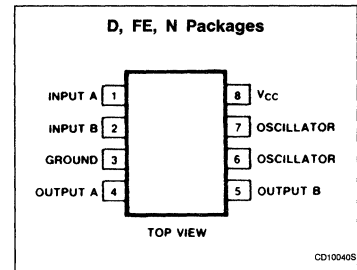 D, FE, N Packages
INPUT A 1
8 VCC
INPUT B 2
7 OSCILLATOR
GROUND 3
6 OSCILLATOR
OUTPUT A 4
5 OUTPUT B
TOP VIEW
CD10040S